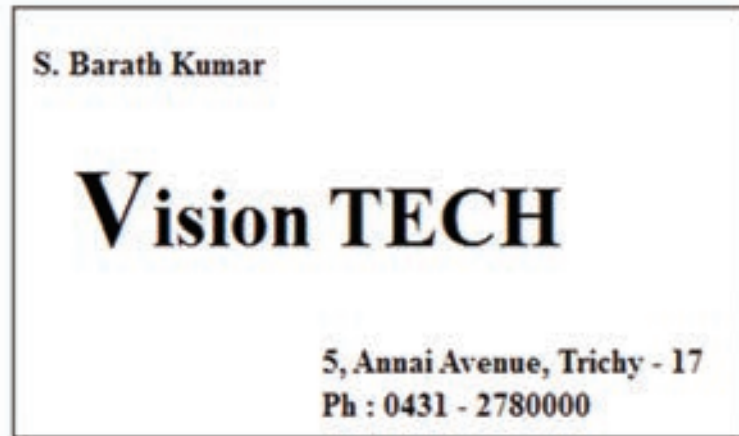 S. Barath Kumar
Vision TECH
5, Annai Avenue, Trichy - 17
Ph : 0431 - 2780000